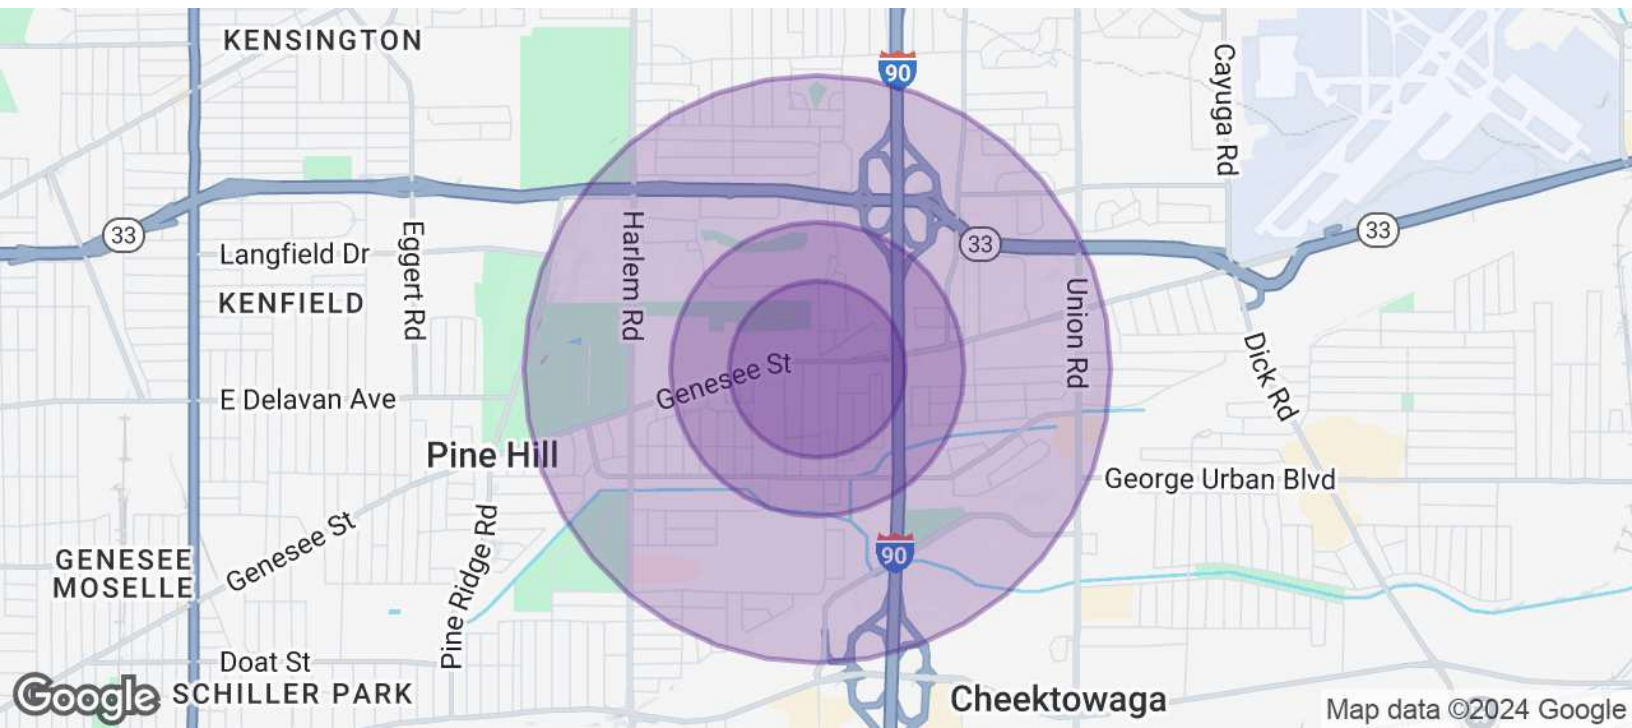 KENSINGTON
90
Cayuga Rd
33
Langfield Dr
Eggert Rd
Harlem Rd
33
33
KENFIELD
Union Rd
Genesee St
Dick Rd
E Delavan Ave
Pine Hill
George Urban Blvd
Genesee St
Pine Ridge Rd
90
GENESEE
MOSELLE
Doat St
Google
SCHILLER PARK
Cheektowaga
Map data ©2024 Google